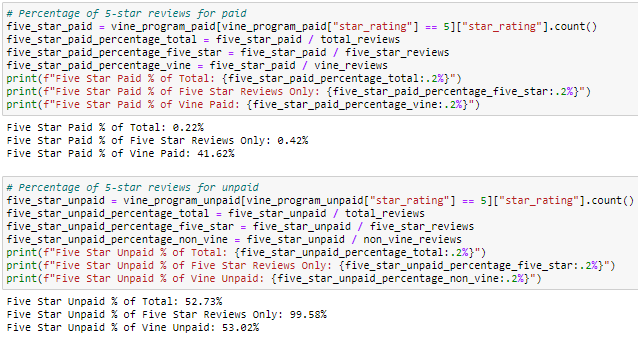 # Percentage of 5-star reviews for paid
five_star_paid = vine_program_paid[vine_program_paid["star_rating"] == 5]["star_rating"].count()
five_star_paid_percentage_total = five_star_paid / total_reviews
five_star_paid_percentage_five_star = five_star_paid / five_star_reviews
five_star_paid_percentage_vine = five_star_paid / vine_reviews
print(f"Five Star Paid % of Total: {five_star_paid_percentage_total:.2%}")
print(f"Five Star Paid % of Five Star Reviews Only: {five_star_paid_percentage_five_star:.2%}")
print(f"Five Star Paid % of Vine Paid: {five_star_paid_percentage_vine:.2%}")
Five Star Paid % of Total: 0.22%
Five Star Paid % of Five Star Reviews Only: 0.42%
Five Star Paid % of Vine Paid: 41.62%
# Percentage of 5-star reviews for unpaid
five_star_unpaid = vine_program_unpaid[vine_program_unpaid["star_rating"] == 5]["star_rating"].count()
five_star_unpaid_percentage_total = five_star_unpaid / total_reviews
five_star_unpaid_percentage_five_star = five_star_unpaid / five_star_reviews
five_star_unpaid_percentage_non_vine = five_star_unpaid / non_vine_reviews
print(f"Five Star Unpaid % of Total: {five_star_unpaid_percentage_total:.2%}")
print(f"Five Star Unpaid % of Five Star Reviews Only: {five_star_unpaid_percentage_five_star:.2%}")
print(f"Five Star Unpaid % of Vine Unpaid: {five_star_unpaid_percentage_non_vine:.2%}")
Five Star Unpaid % of Total: 52.73%
Five Star Unpaid % of Five Star Reviews Only: 99.58%
Five Star Unpaid % of Vine Unpaid: 53.02%